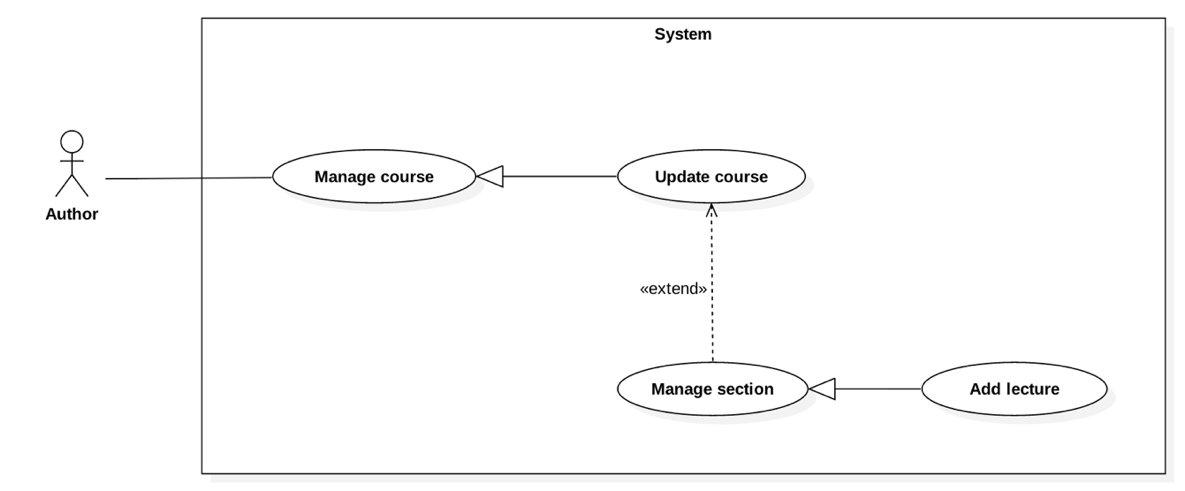 System
Manage course
Update course
Author
«extend»
Manage section
Add lecture